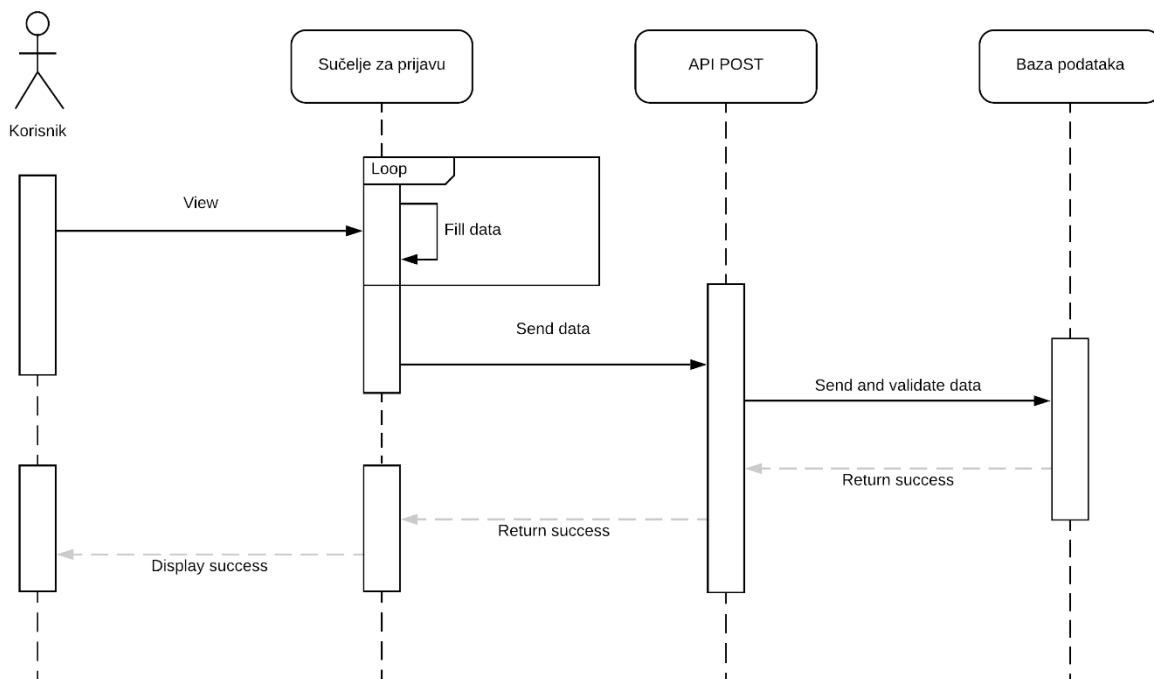 Sučelje za prijavu
API POST
Baza podataka
Korisnik
Loop
View
Fill data
Send data
Send and validate data
Return success
Return success
Display success